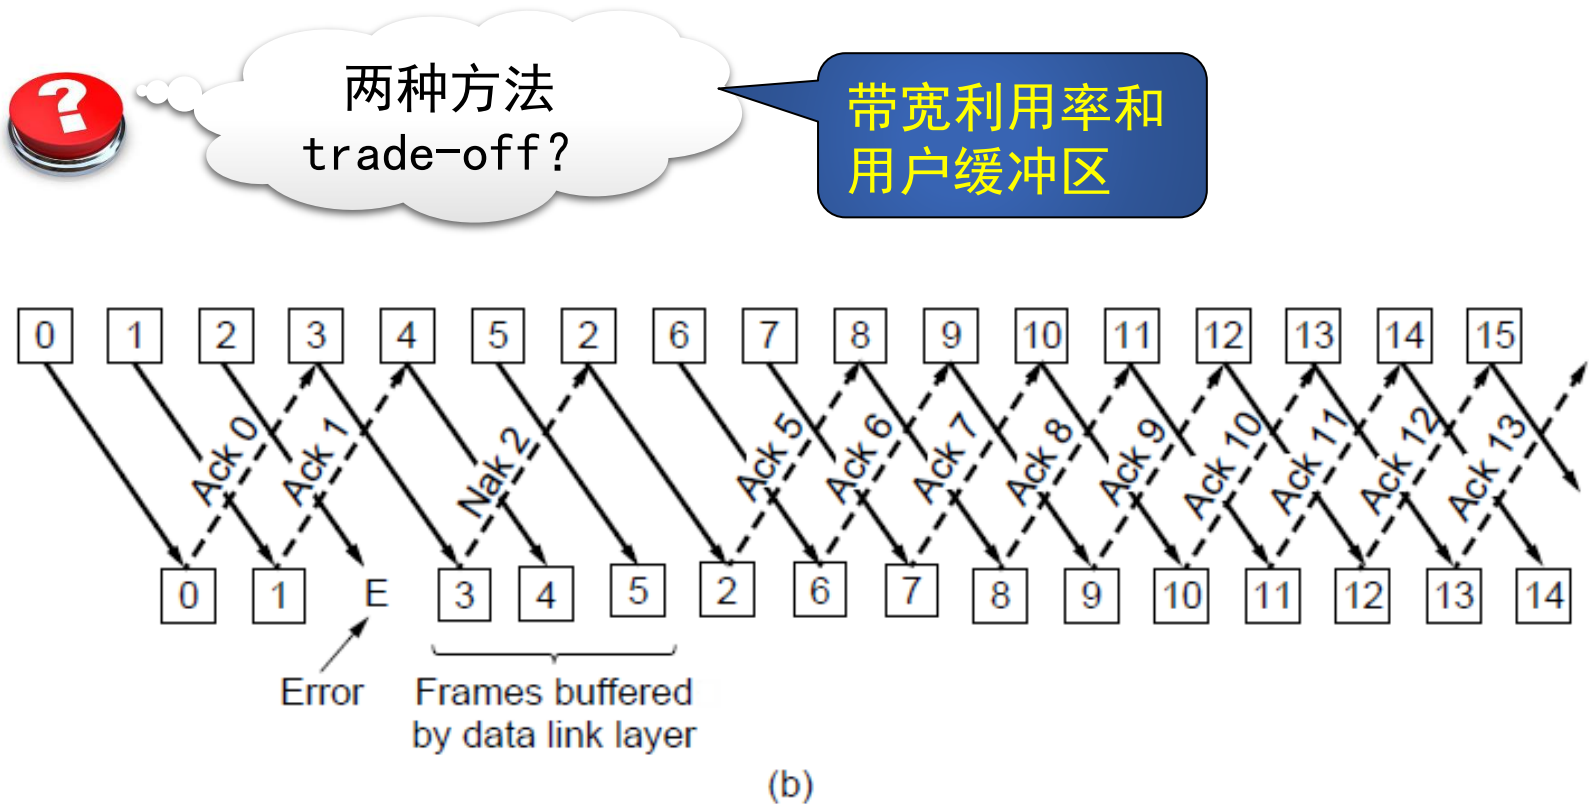 ?
两种方法
trade-off?
带宽利用率和
用户缓冲区
0 1 2 3 4 5 2 6 7 8 9 10 11 12 13 14 15
Ack 0 Ack 1 Nak 2 Ack 5 Ack 6 Ack 7 Ack 8 Ack 9 Ack 10 Ack 11 Ack 12 Ack 13
0 1 E 3 4 5 2 6 7 8 9 10 11 12 13 14
Error Frames buffered
by data link layer
(b)